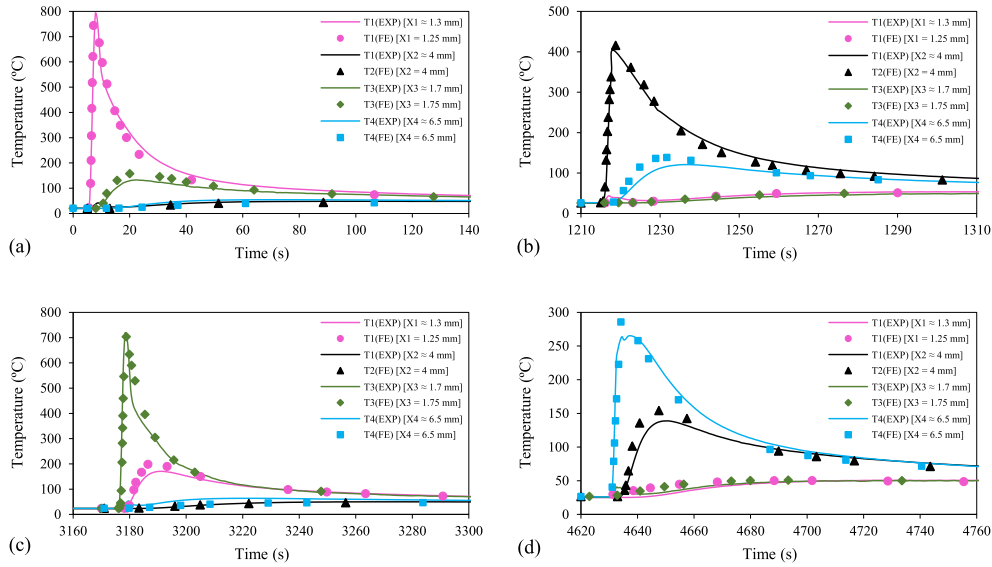 800
700
600
500
400
300
200
100
0
Temperature (ºC)
0 20 40 60 80 100 120 140
Time (s)
(a)
T1(EXP) [X1 ≈ 1.3 mm]
T1(FE) [X1 = 1.25 mm]
T1(EXP) [X2 ≈ 4 mm]
T2(FE) [X2 = 4 mm]
T3(EXP) [X3 ≈ 1.7 mm]
T3(FE) [X3 = 1.75 mm]
T4(EXP) [X4 ≈ 6.5 mm]
T4(FE) [X4 = 6.5 mm]
500
400
300
200
100
0
Temperature (ºC)
1210 1230 1250 1270 1290 1310
Time (s)
(b)
T1(EXP) [X1 ≈ 1.3 mm]
T1(FE) [X1 = 1.25 mm]
T1(EXP) [X2 ≈ 4 mm]
T2(FE) [X2 = 4 mm]
T3(EXP) [X3 ≈ 1.7 mm]
T3(FE) [X3 = 1.75 mm]
T4(EXP) [X4 ≈ 6.5 mm]
T4(FE) [X4 = 6.5 mm]
800
700
600
500
400
300
200
100
0
Temperature (ºC)
3160 3180 3200 3220 3240 3260 3280 3300
Time (s)
(c)
T1(EXP) [X1 ≈ 1.3 mm]
T1(FE) [X1 = 1.25 mm]
T1(EXP) [X2 ≈ 4 mm]
T2(FE) [X2 = 4 mm]
T3(EXP) [X3 ≈ 1.7 mm]
T3(FE) [X3 = 1.75 mm]
T4(EXP) [X4 ≈ 6.5 mm]
T4(FE) [X4 = 6.5 mm]
300
250
200
150
100
50
0
Temperature (ºC)
4620 4640 4660 4680 4700 4720 4740 4760
Time (s)
(d)
T1(EXP) [X1 ≈ 1.3 mm]
T1(FE) [X1 = 1.25 mm]
T1(EXP) [X2 ≈ 4 mm]
T2(FE) [X2 = 4 mm]
T3(EXP) [X3 ≈ 1.7 mm]
T3(FE) [X3 = 1.75 mm]
T4(EXP) [X4 ≈ 6.5 mm]
T4(FE) [X4 = 6.5 mm]